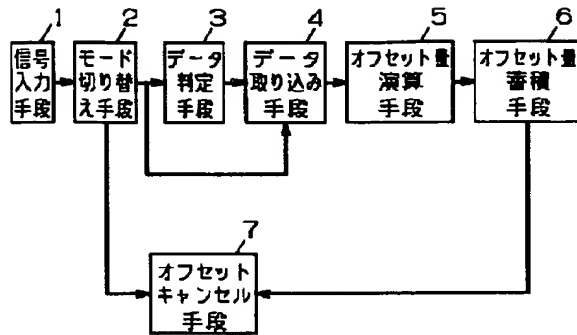 1
信号
入力
手段
2
モード
切り替
え手段
3
データ
判定
手段
4
データ
取り込み
手段
5
オフセット量
演算
手段
6
オフセット量
蓄積
手段
7
オフセット
キャンセル
手段